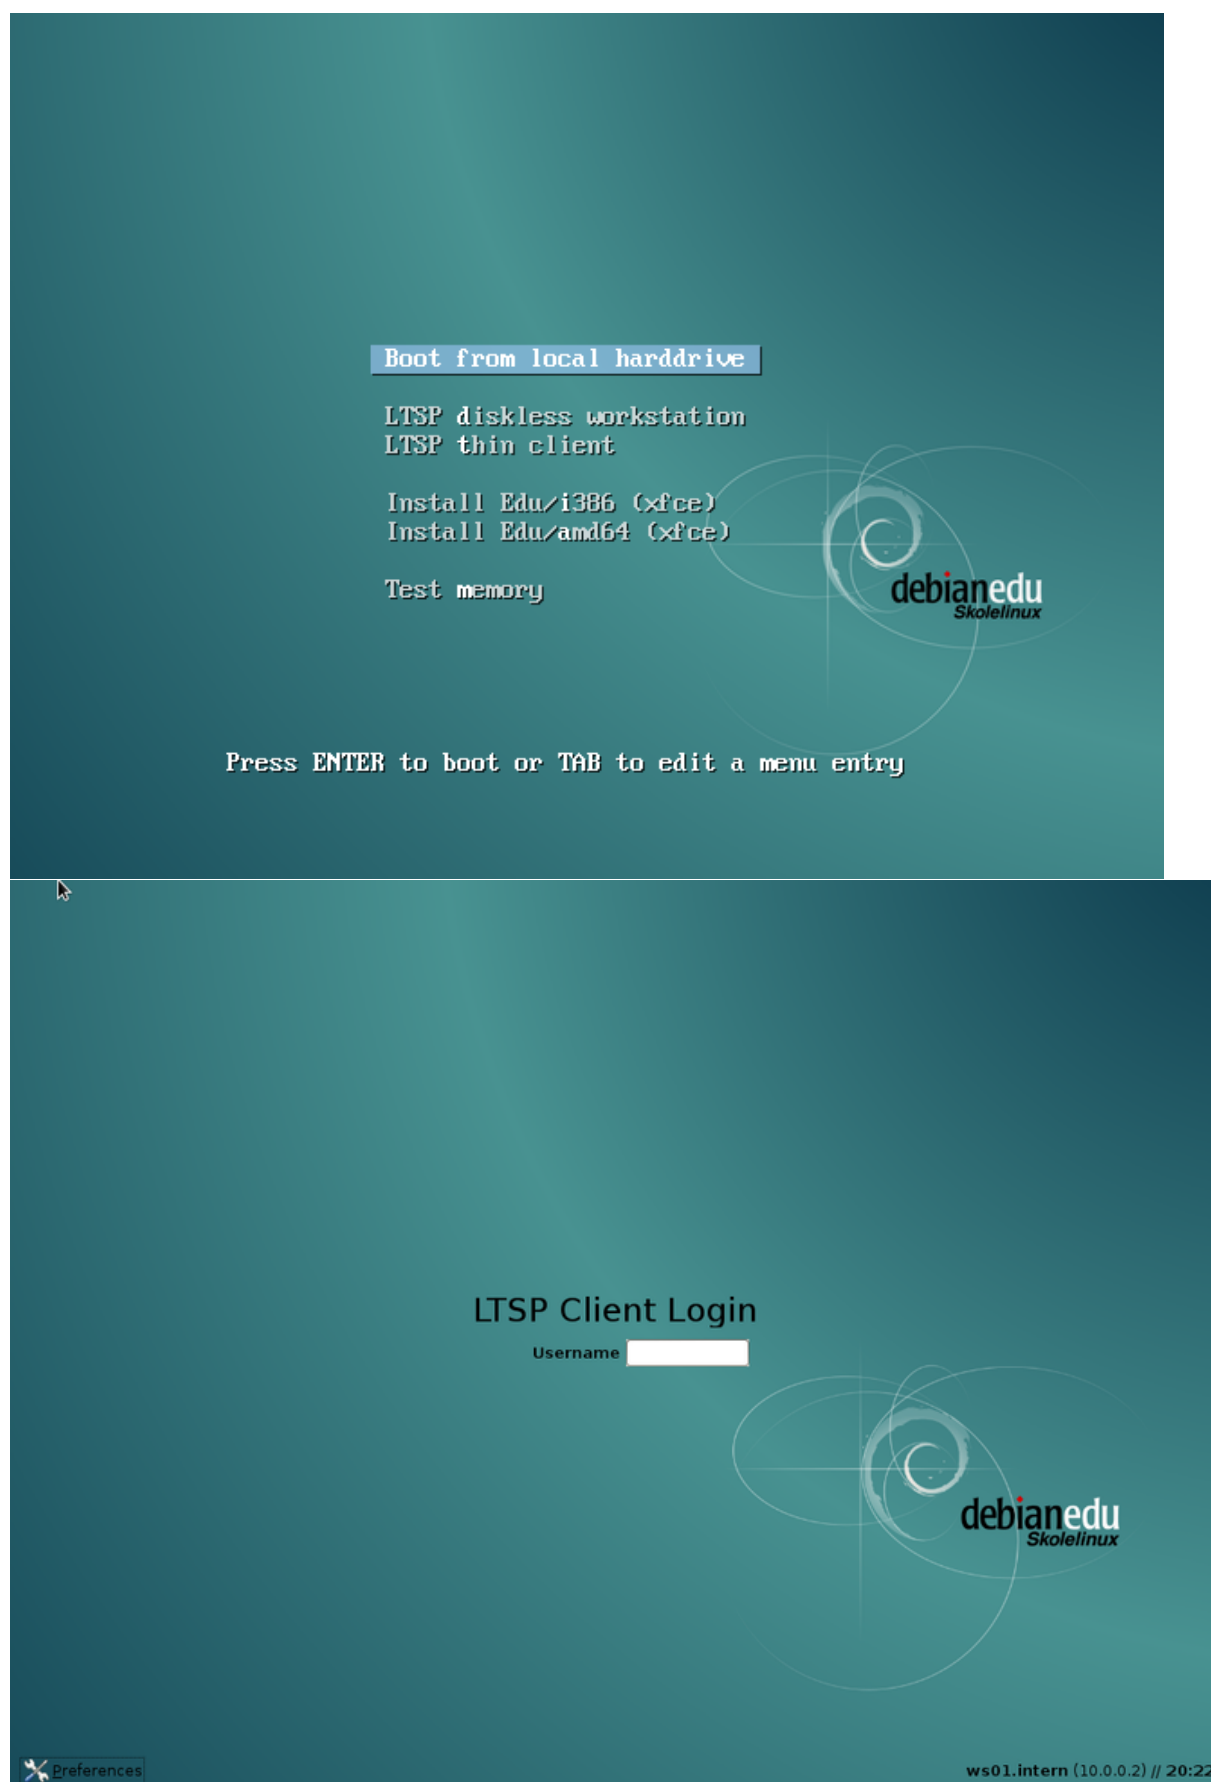 Boot from local harddrive
LTSP diskless workstation
LTSP thin client
Install Edu/i386 (xfce)
Install Edu/amd64 (xfce)
Test memory
debianedu
Skolelinux
Press ENTER to boot or TAB to edit a menu entry
LTSP Client Login
Username
debianedu
Skolelinux
Preferences
ws01.intern (10.0.0.2) // 20:22